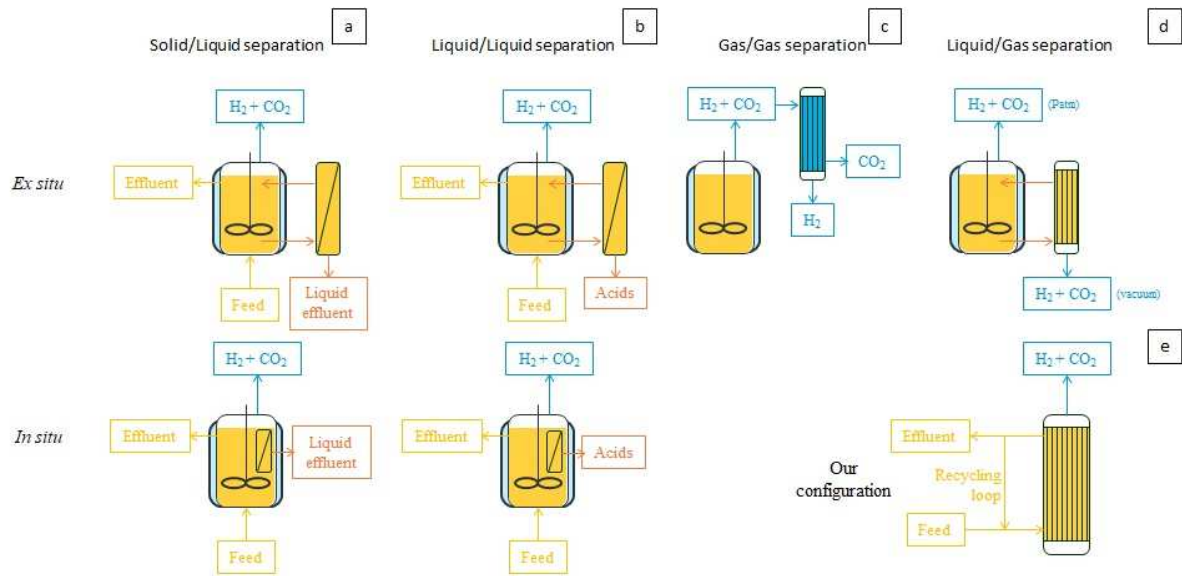 a
b
c
d
Solid/Liquid separation
Liquid/Liquid separation
Gas/Gas separation
Liquid/Gas separation
Ex situ
H₂ + CO₂
Effluent
Feed
Liquid
effluent
H₂ + CO₂
Effluent
Feed
Acids
H₂ + CO₂
CO₂
H₂
H₂ + CO₂
(Patm)
H₂ + CO₂
(vacuum)
e
In situ
H₂ + CO₂
Effluent
Liquid
effluent
Feed
H₂ + CO₂
Effluent
Acids
Feed
Our
configuration
H₂ + CO₂
Effluent
Recycling
loop
Feed